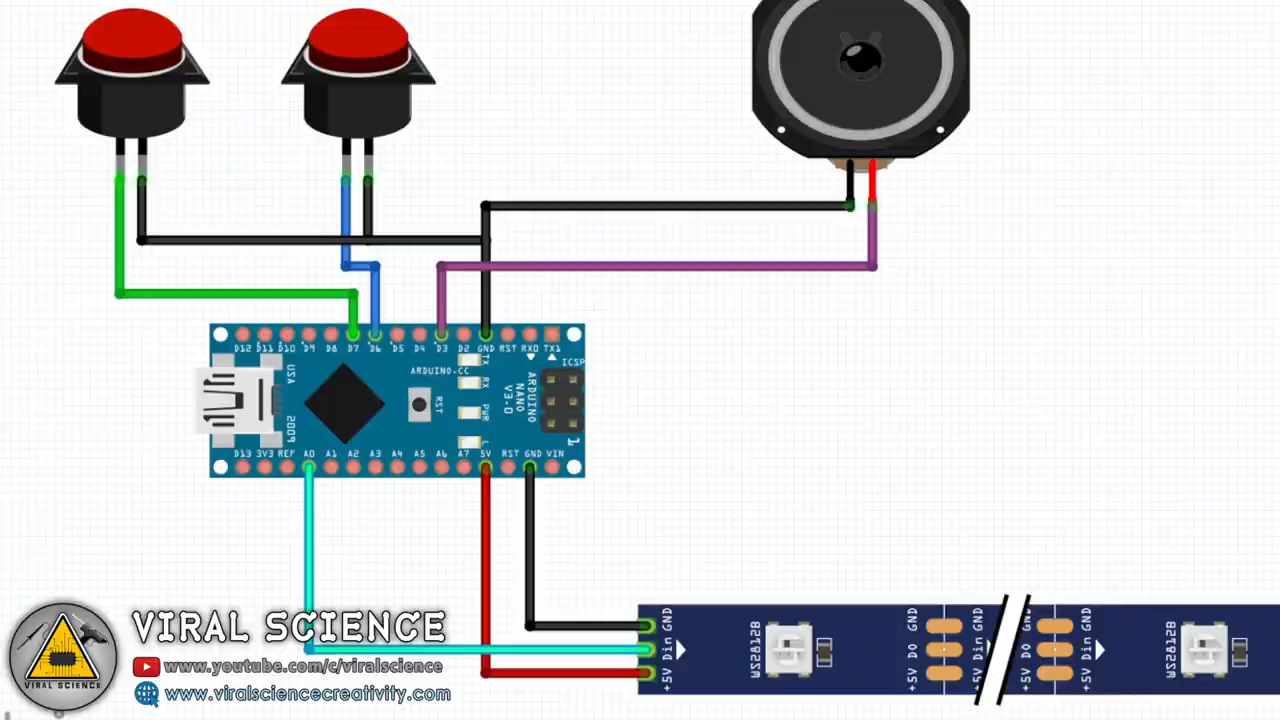 D12 D11 D10 D9 D8 D7 D6 D5 D4 D3 D2 GND RST RX0 TX1
ICSP
ARDUINO.CC
TX
RX
PWR
L
RST
ARDUINO
NANO
V3.0
USA
1
D13 3V3 REF A0 A1 A2 A3 A4 A5 A6 A7 5V RST GND VIN
+5V Din GND
WS2812B
+5V DO GND
+5V Din GND
+5V DO GND
+5V Din GND
WS2812B
VIRAL SCIENCE
www.youtube.com/c/viralscience
www.viralsciencecreativity.com
VIRAL SCIENCE